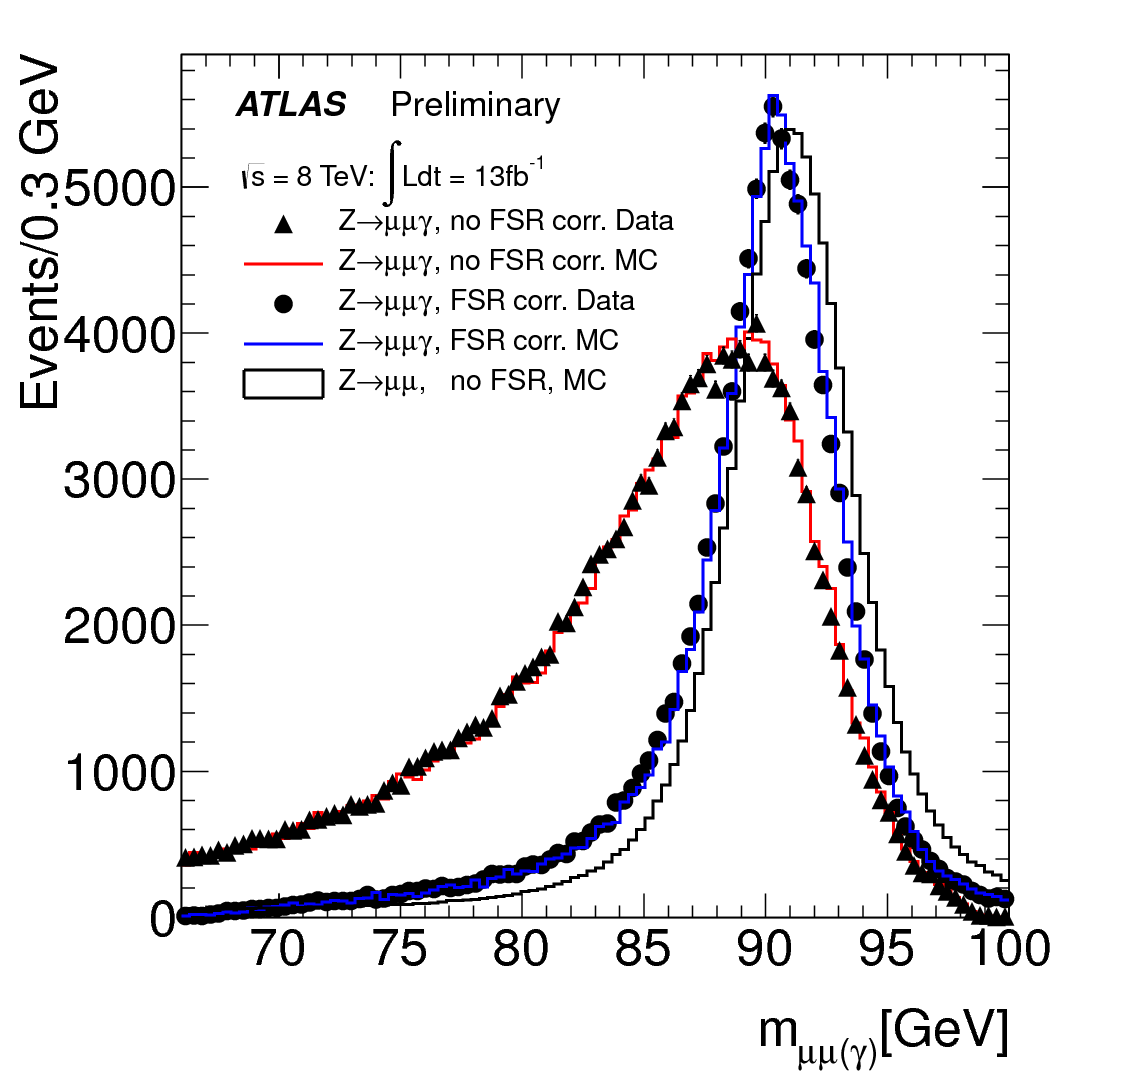 ATLAS Preliminary
√s = 8 TeV: ∫Ldt = 13fb⁻¹
Z→μμγ, no FSR corr. Data
Z→μμγ, no FSR corr. MC
Z→μμγ, FSR corr. Data
Z→μμγ, FSR corr. MC
Z→μμ, no FSR, MC
Events/0.3 GeV
5000
4000
3000
2000
1000
0
70 75 80 85 90 95 100
m_μμ(γ) [GeV]